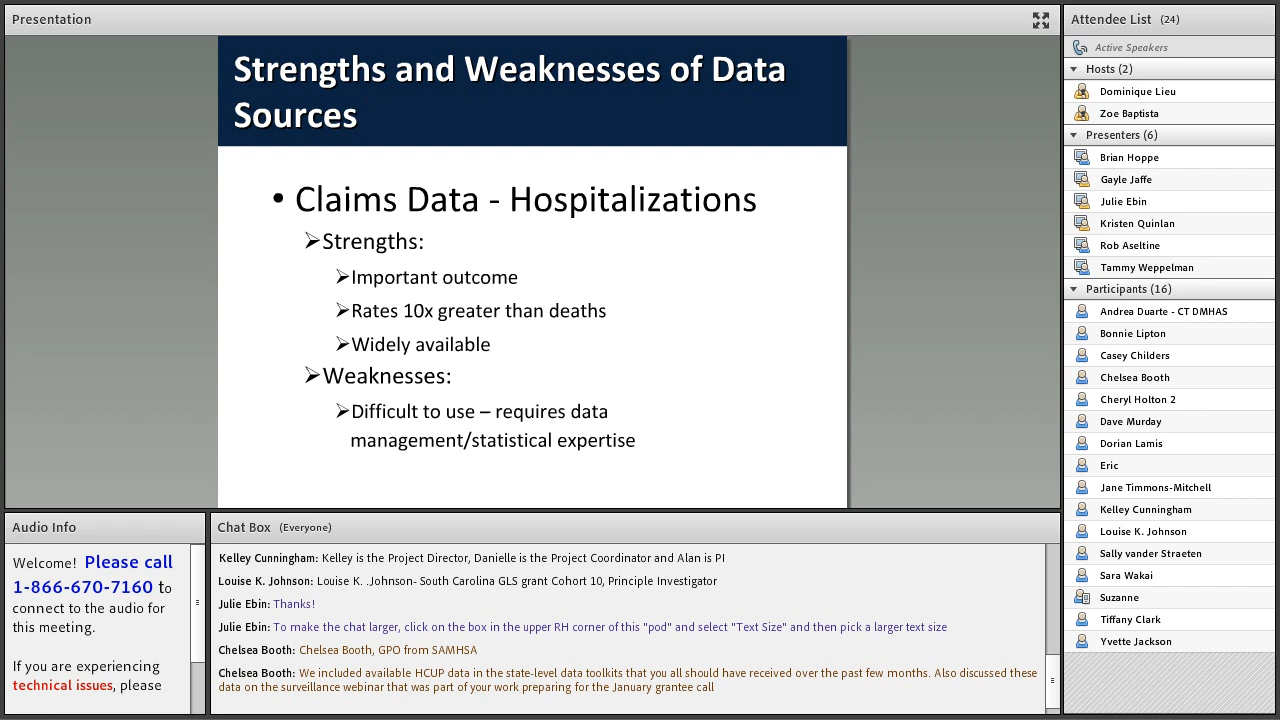 Presentation
Strengths and Weaknesses of Data
Sources
• Claims Data - Hospitalizations
➢Strengths:
➢Important outcome
➢Rates 10x greater than deaths
➢Widely available
➢Weaknesses:
➢Difficult to use – requires data
management/statistical expertise
Attendee List (24)
Active Speakers
Hosts (2)
Dominique Lieu
Zoe Baptista
Presenters (6)
Brian Hoppe
Gayle Jaffe
Julie Ebin
Kristen Quinlan
Rob Aseltine
Tammy Weppelman
Participants (16)
Andrea Duarte - CT DMHAS
Bonnie Lipton
Casey Childers
Chelsea Booth
Cheryl Holton 2
Dave Murday
Dorian Lamis
Eric
Jane Timmons-Mitchell
Kelley Cunningham
Louise K. Johnson
Sally vander Straeten
Sara Wakai
Suzanne
Tiffany Clark
Yvette Jackson
Audio Info
Welcome! Please call
1-866-670-7160 to
connect to the audio for
this meeting.
If you are experiencing
technical issues, please
Chat Box (Everyone)
Kelley Cunningham: Kelley is the Project Director, Danielle is the Project Coordinator and Alan is PI
Louise K. Johnson: Louise K. .Johnson- South Carolina GLS grant Cohort 10, Principle Investigator
Julie Ebin: Thanks!
Julie Ebin: To make the chat larger, click on the box in the upper RH corner of this "pod" and select "Text Size" and then pick a larger text size
Chelsea Booth: Chelsea Booth, GPO from SAMHSA
Chelsea Booth: We included available HCUP data in the state-level data toolkits that you all should have received over the past few months. Also discussed these
data on the surveillance webinar that was part of your work preparing for the January grantee call